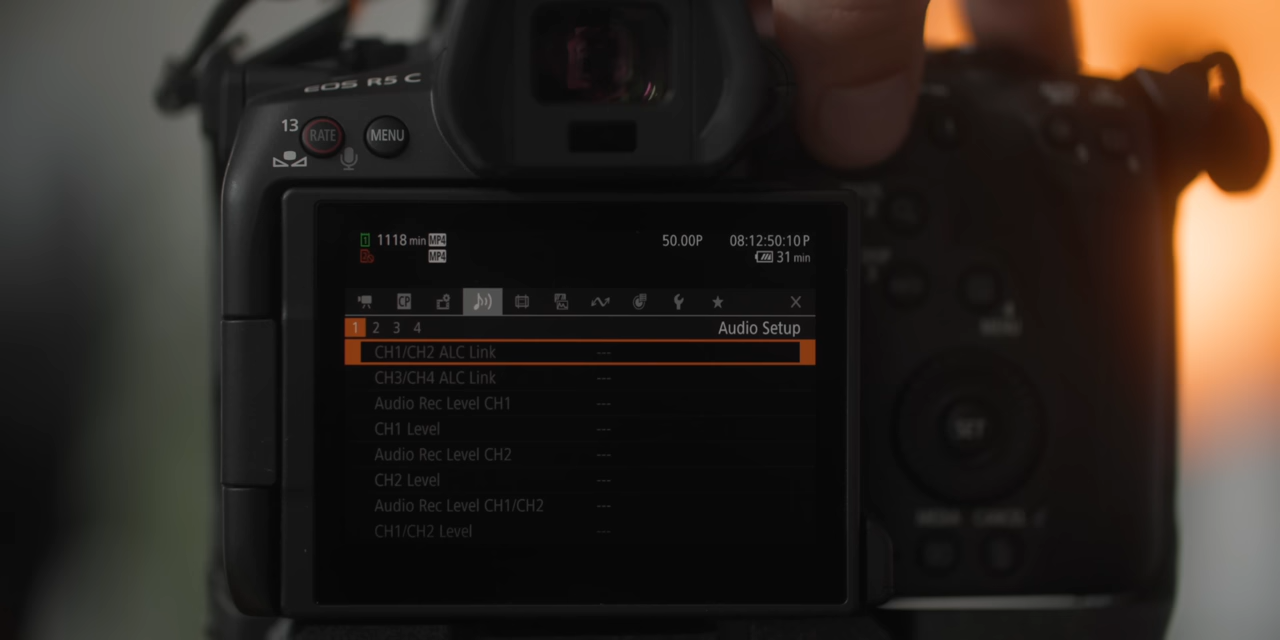 EOS R5 C
13
RATE
MENU
1 1118 min MP4
MP4
50.00P 08:12:50:10 P
31 min
CP
1 2 3 4 Audio Setup
CH1/CH2 ALC Link ---
CH3/CH4 ALC Link ---
Audio Rec Level CH1 ---
CH1 Level ---
Audio Rec Level CH2 ---
CH2 Level ---
Audio Rec Level CH1/CH2 ---
CH1/CH2 Level ---
SET